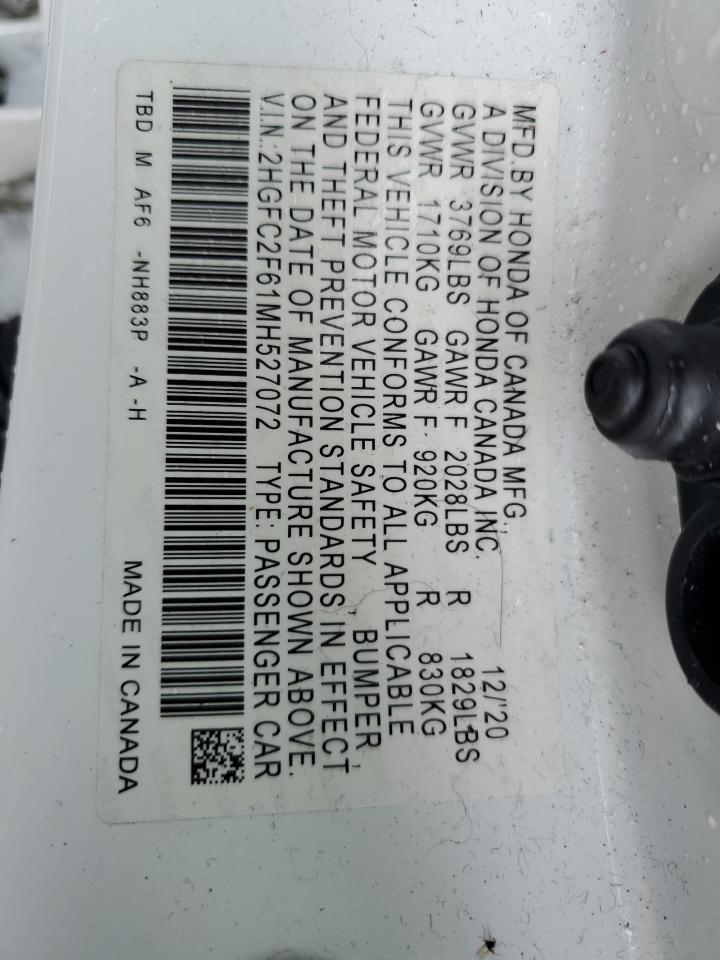 MFD.BY HONDA OF CANADA MFG.,
A DIVISION OF HONDA CANADA INC. 12/'20
GVWR 3769LBS GAWR F 2028LBS R 1829LBS
GVWR 1710KG GAWR F 920KG R 830KG
THIS VEHICLE CONFORMS TO ALL APPLICABLE
FEDERAL MOTOR VEHICLE SAFETY, BUMPER,
AND THEFT PREVENTION STANDARDS IN EFFECT
ON THE DATE OF MANUFACTURE SHOWN ABOVE.
V.I.N.:2HGFC2F61MH527072 TYPE: PASSENGER CAR
TBD M AF6 -NH883P -A -H MADE IN CANADA